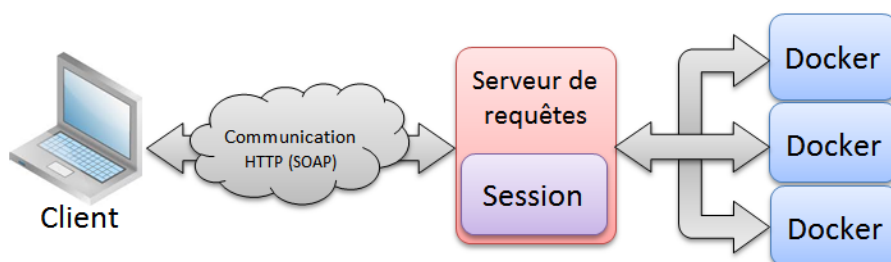 Client
Communication
HTTP (SOAP)
Serveur de
requêtes
Session
Docker
Docker
Docker